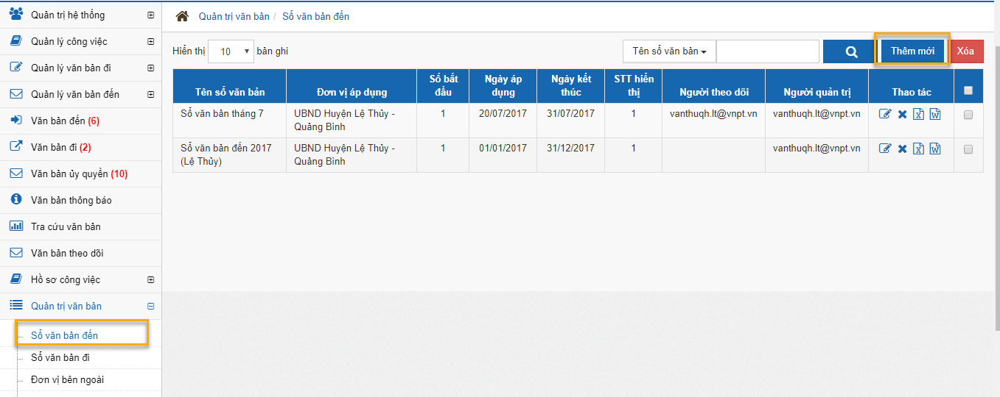 Quản trị hệ thống
Quản lý công việc
Quản lý văn bản đi
Quản lý văn bản đến
Văn bản đến (6)
Văn bản đi (2)
Văn bản ủy quyền (10)
Văn bản thông báo
Tra cứu văn bản
Văn bản theo dõi
Hồ sơ công việc
Quản trị văn bản
Sổ văn bản đến
Sổ văn bản đi
Đơn vị bên ngoài
Quản trị văn bản / Sổ văn bản đến
Hiển thị 10 bản ghi
Tên sổ văn bản
Thêm mới
Xóa
Tên sổ văn bản
Đơn vị áp dụng
Số bắt
đầu
Ngày áp
dụng
Ngày kết
thúc
STT hiển
thị
Người theo dõi
Người quản trị
Thao tác
Sổ văn bản tháng 7
UBND Huyện Lệ Thủy -
Quảng Bình
1
20/07/2017
31/07/2017
1
vanthuqh.lt@vnpt.vn
vanthuqh.lt@vnpt.vn
Sổ văn bản đến 2017
(Lệ Thủy)
UBND Huyện Lệ Thủy -
Quảng Bình
1
01/01/2017
31/12/2017
1
vanthuqh.lt@vnpt.vn